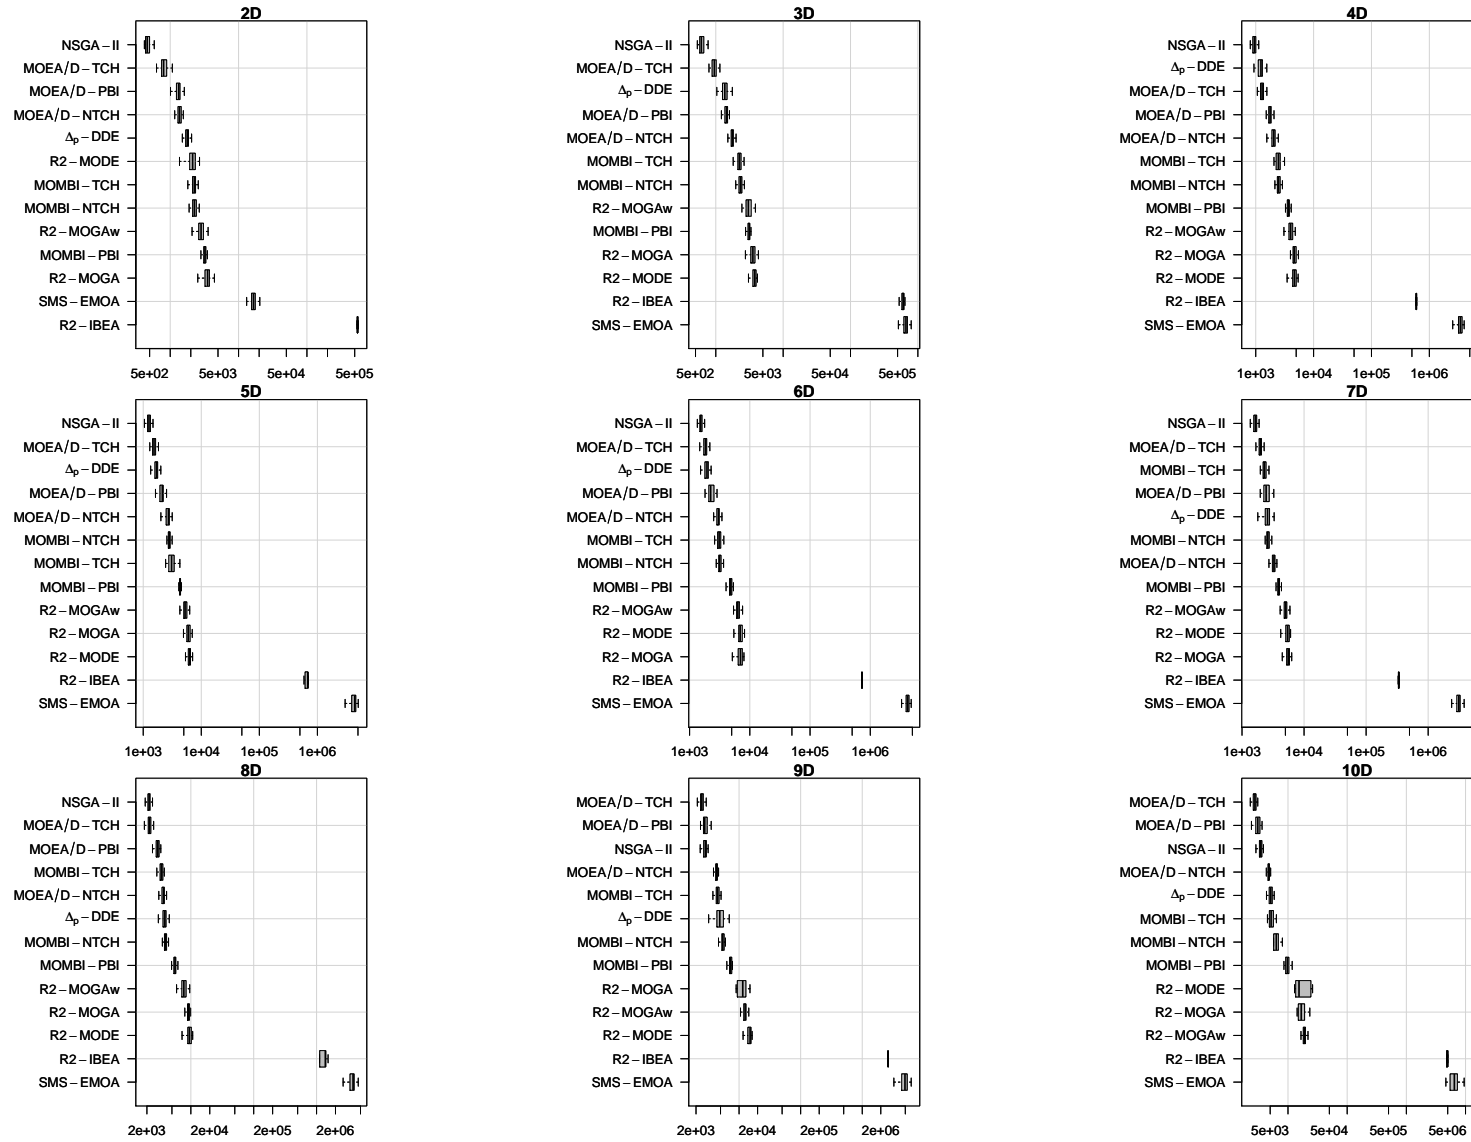 2D
NSGA−II
MOEA/D−TCH
MOEA/D−PBI
MOEA/D−NTCH
Δp−DDE
R2−MODE
MOMBI−TCH
MOMBI−NTCH
R2−MOGAw
MOMBI−PBI
R2−MOGA
SMS−EMOA
R2−IBEA
5e+02 5e+03 5e+04 5e+05
3D
NSGA−II
MOEA/D−TCH
Δp−DDE
MOEA/D−PBI
MOEA/D−NTCH
MOMBI−TCH
MOMBI−NTCH
R2−MOGAw
MOMBI−PBI
R2−MOGA
R2−MODE
R2−IBEA
SMS−EMOA
5e+02 5e+03 5e+04 5e+05
4D
NSGA−II
Δp−DDE
MOEA/D−TCH
MOEA/D−PBI
MOEA/D−NTCH
MOMBI−TCH
MOMBI−NTCH
MOMBI−PBI
R2−MOGAw
R2−MOGA
R2−MODE
R2−IBEA
SMS−EMOA
1e+03 1e+04 1e+05 1e+06
5D
NSGA−II
MOEA/D−TCH
Δp−DDE
MOEA/D−PBI
MOEA/D−NTCH
MOMBI−NTCH
MOMBI−TCH
MOMBI−PBI
R2−MOGAw
R2−MOGA
R2−MODE
R2−IBEA
SMS−EMOA
1e+03 1e+04 1e+05 1e+06
6D
NSGA−II
MOEA/D−TCH
Δp−DDE
MOEA/D−PBI
MOEA/D−NTCH
MOMBI−TCH
MOMBI−NTCH
MOMBI−PBI
R2−MOGAw
R2−MODE
R2−MOGA
R2−IBEA
SMS−EMOA
1e+03 1e+04 1e+05 1e+06
7D
NSGA−II
MOEA/D−TCH
MOMBI−TCH
MOEA/D−PBI
Δp−DDE
MOMBI−NTCH
MOEA/D−NTCH
MOMBI−PBI
R2−MOGAw
R2−MODE
R2−MOGA
R2−IBEA
SMS−EMOA
1e+03 1e+04 1e+05 1e+06
8D
NSGA−II
MOEA/D−TCH
MOEA/D−PBI
MOMBI−TCH
MOEA/D−NTCH
Δp−DDE
MOMBI−NTCH
MOMBI−PBI
R2−MOGAw
R2−MOGA
R2−MODE
R2−IBEA
SMS−EMOA
2e+03 2e+04 2e+05 2e+06
9D
MOEA/D−TCH
MOEA/D−PBI
NSGA−II
MOEA/D−NTCH
MOMBI−TCH
Δp−DDE
MOMBI−NTCH
MOMBI−PBI
R2−MOGA
R2−MOGAw
R2−MODE
R2−IBEA
SMS−EMOA
2e+03 2e+04 2e+05 2e+06
10D
MOEA/D−TCH
MOEA/D−PBI
NSGA−II
MOEA/D−NTCH
Δp−DDE
MOMBI−TCH
MOMBI−NTCH
MOMBI−PBI
R2−MODE
R2−MOGA
R2−MOGAw
R2−IBEA
SMS−EMOA
5e+03 5e+04 5e+05 5e+06